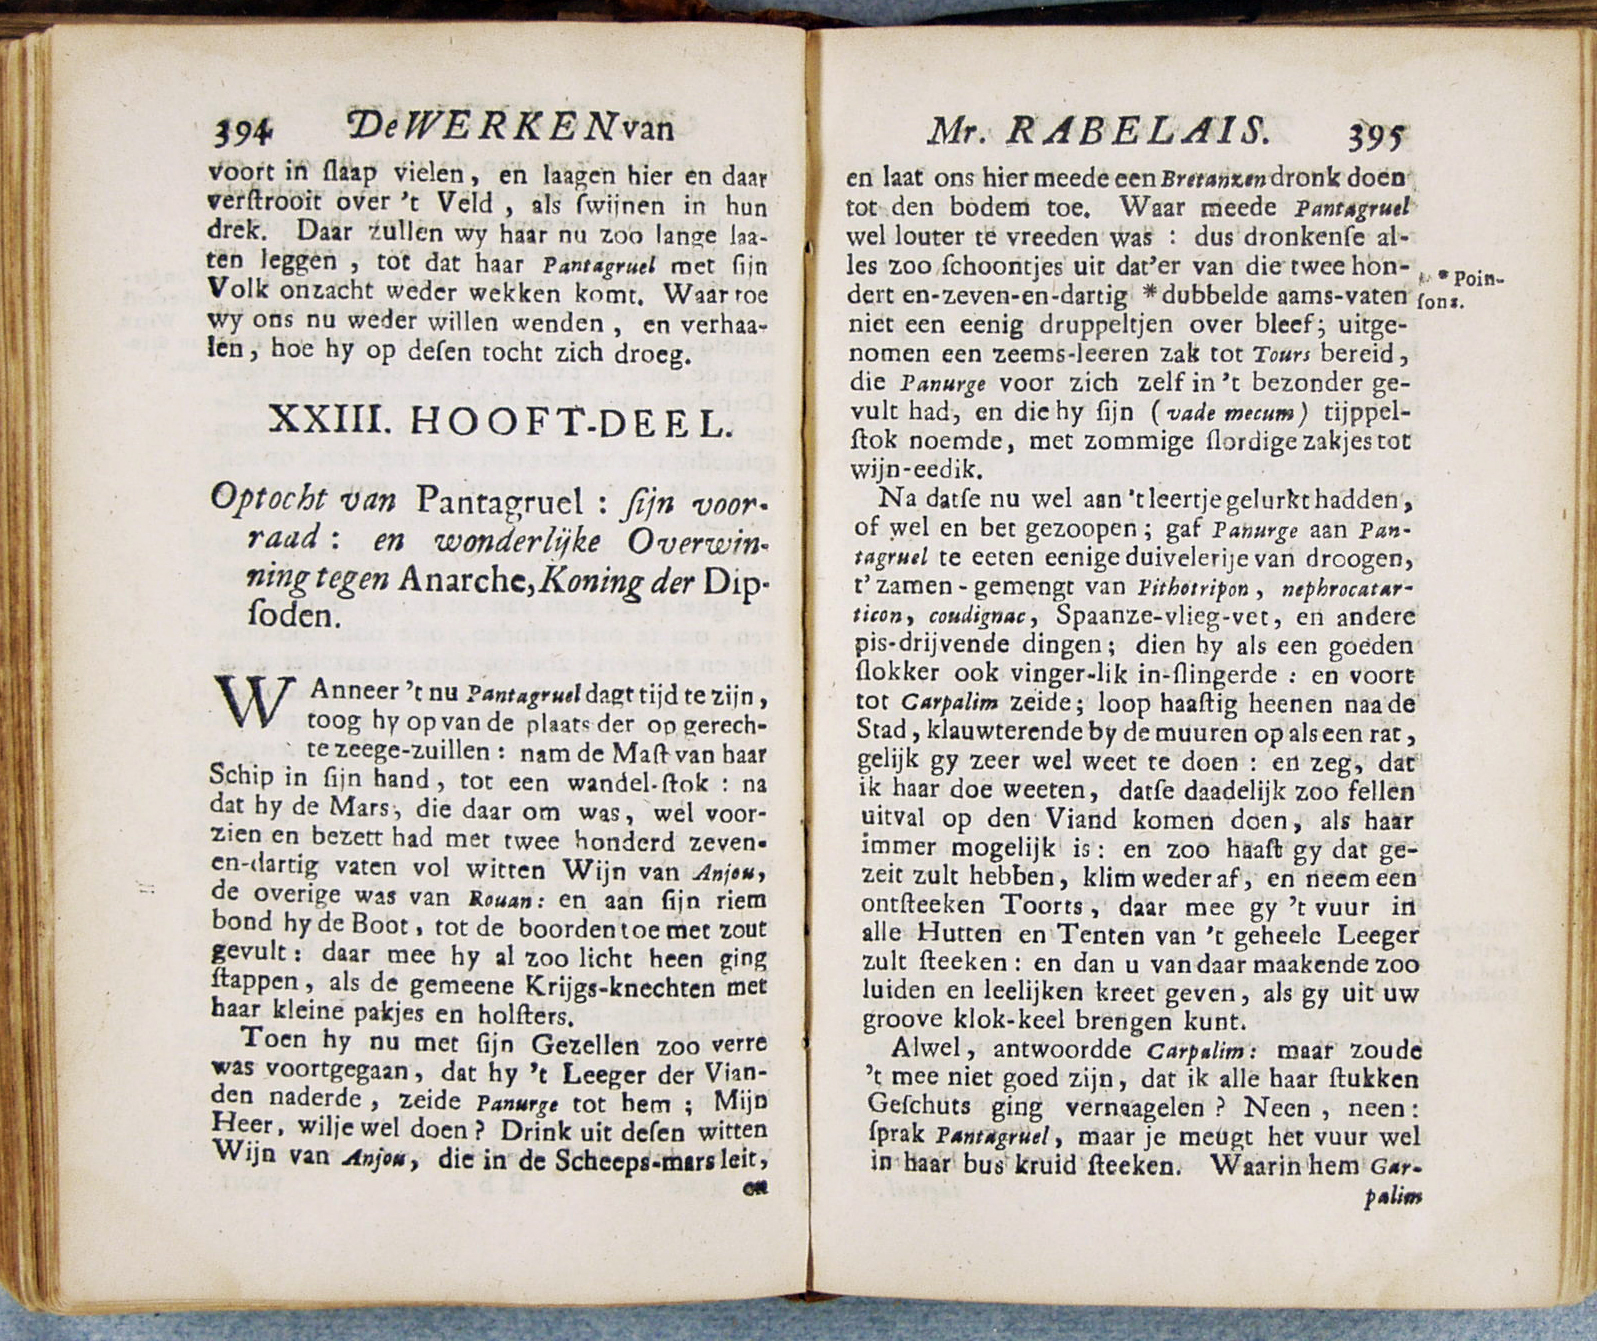 394 De WERKEN van
voort in ſlaap vielen, en laagen hier en daar
verſtrooit over 't Veld, als ſwijnen in hun
drek. Daar zullen wy haar nu zoo lange laa-
ten leggen, tot dat haar Pantagruel met ſijn
Volk onzacht weder wekken komt. Waar toe
wy ons nu weder willen wenden, en verhaa-
len, hoe hy op deſen tocht zich droeg.
XXIII. HOOFT-DEEL.
Optocht van Pantagruel: ſijn voor-
raad: en wonderlijke Overwin-
ning tegen Anarche, Koning der Dip-
ſoden.
WAnneer 't nu Pantagruel dagt tijd te zijn,
toog hy op van de plaats der opgerech-
te zeege-zuillen: nam de Maſt van haar
Schip in ſijn hand, tot een wandel-ſtok: na
dat hy de Mars, die daar om was, wel voor-
zien en bezett had met twee honderd zeven-
en-dartig vaten vol witten Wijn van Anjou,
de overige was van Rouan: en aan ſijn riem
bond hy de Boot, tot de boorden toe met zout
gevult: daar mee hy al zoo licht heen ging
ſtappen, als de gemeene Krijgs-knechten met
haar kleine pakjes en holſters.
Toen hy nu met ſijn Gezellen zoo verre
was voortgegaan, dat hy 't Leeger der Vian-
den naderde, zeide Panurge tot hem; Mijn
Heer, wilje wel doen? Drink uit deſen witten
Wijn van Anjou, die in de Scheeps-mars leit,
en
Mr. RABELAIS. 395
en laat ons hier meede een Bretanzen dronk doen
tot den bodem toe. Waar meede Pantagruel
wel louter te vreeden was: dus dronkenſe al-
les zoo ſchoontjes uit dat'er van die twee hon-
dert en-zeven-en-dartig *dubbelde aams-vaten
* Poin-
ſons.
niet een eenig druppeltjen over bleef; uitge-
nomen een zeems-leeren zak tot Tours bereid,
die Panurge voor zich zelf in 't bezonder ge-
vult had, en die hy ſijn (vade mecum) tijppel-
ſtok noemde, met zommige ſlordige zakjes tot
wijn-eedik.
Na datſe nu wel aan 't leertje gelurkt hadden,
of wel en bet gezoopen; gaf Panurge aan Pan-
tagruel te eeten eenige duivelerije van droogen,
t' zamen-gemengt van Pithotripon, nephrocatar-
ticon, coudignac, Spaanze-vlieg-vet, en andere
pis-drijvende dingen; dien hy als een goeden
ſlokker ook vinger-lik in-ſlingerde: en voort
tot Carpalim zeide; loop haaſtig heenen naa de
Stad, klauwterende by de muuren op als een rat,
gelijk gy zeer wel weet te doen: en zeg, dat
ik haar doe weeten, datſe daadelijk zoo fellen
uitval op den Viand komen doen, als haar
immer mogelijk is: en zoo haaſt gy dat ge-
zeit zult hebben, klim weder af, en neem een
ontſteeken Toorts, daar mee gy 't vuur in
alle Hutten en Tenten van 't geheele Leeger
zult ſteeken: en dan u van daar maakende zoo
luiden en leelijken kreet geven, als gy uit uw
groove klok-keel brengen kunt.
Alwel, antwoordde Carpalim: maar zoude
't mee niet goed zijn, dat ik alle haar ſtukken
Geſchuts ging vernaagelen? Neen, neen:
ſprak Pantagruel, maar je meugt het vuur wel
in haar bus kruid ſteeken. Waarin hem Gar-
palim